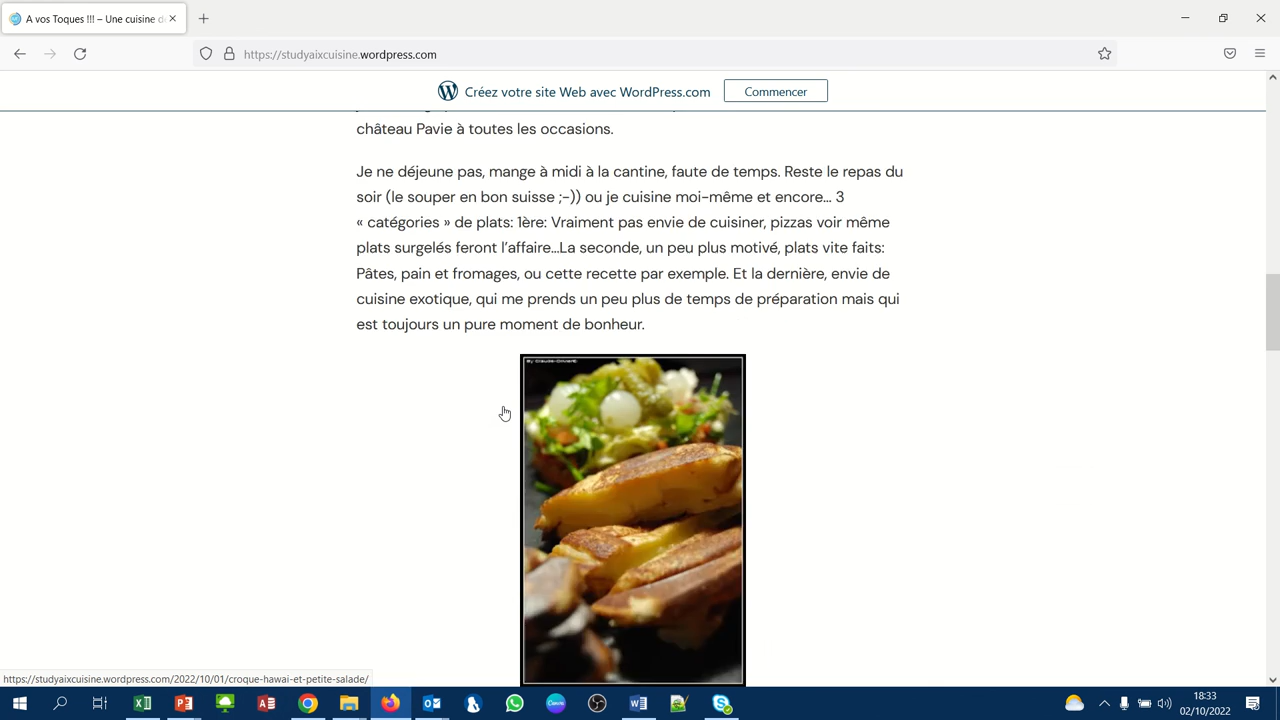 A vos Toques !!! – Une cuisine d
https://studyaixcuisine.wordpress.com
Créez votre site Web avec WordPress.com
Commencer
château Pavie à toutes les occasions.
Je ne déjeune pas, mange à midi à la cantine, faute de temps. Reste le repas du
soir (le souper en bon suisse ;-)) ou je cuisine moi-même et encore… 3
« catégories » de plats: 1ère: Vraiment pas envie de cuisiner, pizzas voir même
plats surgelés feront l’affaire…La seconde, un peu plus motivé, plats vite faits:
Pâtes, pain et fromages, ou cette recette par exemple. Et la dernière, envie de
cuisine exotique, qui me prends un peu plus de temps de préparation mais qui
est toujours un pure moment de bonheur.
https://studyaixcuisine.wordpress.com/2022/10/01/croque-hawai-et-petite-salade/
18:33
02/10/2022